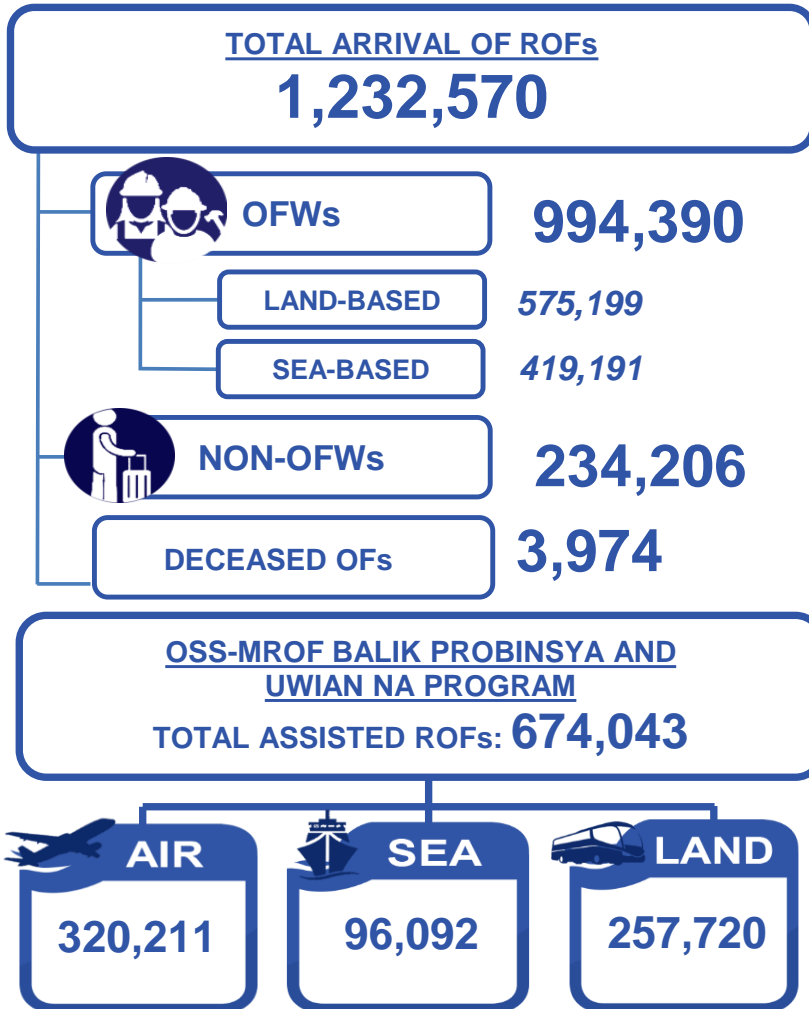 TOTAL ARRIVAL OF ROFs
1,232,570
OFWs 994,390
LAND-BASED 575,199
SEA-BASED 419,191
NON-OFWs 234,206
DECEASED OFs 3,974
OSS-MROF BALIK PROBINSYA AND
UWIAN NA PROGRAM
TOTAL ASSISTED ROFs: 674,043
AIR
320,211
SEA
96,092
LAND
257,720